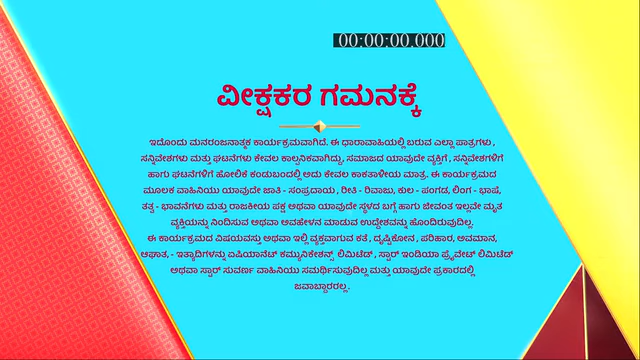 00:00:00.000
ವೀಕ್ಷಕರ ಗಮನಕ್ಕೆ
ಇದೊಂದು ಮನರಂಜನಾತ್ಮಕ ಕಾರ್ಯಕ್ರಮವಾಗಿದೆ. ಈ ಧಾರಾವಾಹಿಯಲ್ಲಿ ಬರುವ ಎಲ್ಲಾ ಪಾತ್ರಗಳು ,
ಸನ್ನಿವೇಶಗಳು ಮತ್ತು ಘಟನೆಗಳು ಕೇವಲ ಕಾಲ್ಪನಿಕವಾಗಿದ್ದು, ಸಮಾಜದ ಯಾವುದೇ ವ್ಯಕ್ತಿಗೆ , ಸನ್ನಿವೇಶಗಳಿಗೆ
ಹಾಗು ಘಟನೆಗಳಿಗೆ ಹೋಲಿಕೆ ಕಂಡುಬಂದಲ್ಲಿ ಅದು ಕೇವಲ ಕಾಕತಾಳೀಯ ಮಾತ್ರ. ಈ ಕಾರ್ಯಕ್ರಮದ
ಮೂಲಕ ವಾಹಿನಿಯು ಯಾವುದೇ ಜಾತಿ - ಸಂಪ್ರದಾಯ , ರೀತಿ - ರಿವಾಜು, ಕುಲ - ಪಂಗಡ, ಲಿಂಗ - ಭಾಷೆ,
ತತ್ವ - ಭಾವನೆಗಳು ಮತ್ತು ರಾಜಕೀಯ ಪಕ್ಷ ಅಥವಾ ಯಾವುದೇ ಸ್ಥಳದ ಬಗ್ಗೆ ಹಾಗು ಜೀವಂತ ಇಲ್ಲವೇ ಮೃತ
ವ್ಯಕ್ತಿಯನ್ನು ನಿಂದಿಸುವ ಅಥವಾ ಅವಹೇಳನ ಮಾಡುವ ಉದ್ದೇಶವನ್ನು ಹೊಂದಿರುವುದಿಲ್ಲ.
ಈ ಕಾರ್ಯಕ್ರಮದ ವಿಷಯವಸ್ತು ಅಥವಾ ಇಲ್ಲಿ ವ್ಯಕ್ತವಾಗುವ ಕತೆ , ದೃಷ್ಟಿಕೋನ , ಪರಿಹಾರ, ಅವಮಾನ,
ಆಘಾತ, - ಇತ್ಯಾದಿಗಳನ್ನು ಏಷಿಯಾನೆಟ್ ಕಮ್ಯುನಿಕೇಶನ್ಸ್ ಲಿಮಿಟೆಡ್ , ಸ್ಟಾರ್ ಇಂಡಿಯಾ ಪ್ರೈವೇಟ್ ಲಿಮಿಟೆಡ್
ಅಥವಾ ಸ್ಟಾರ್ ಸುವರ್ಣ ವಾಹಿನಿಯು ಸಮರ್ಥಿಸುವುದಿಲ್ಲ ಮತ್ತು ಯಾವುದೇ ಪ್ರಕಾರದಲ್ಲಿ
ಜವಾಬ್ದಾರರಲ್ಲ.